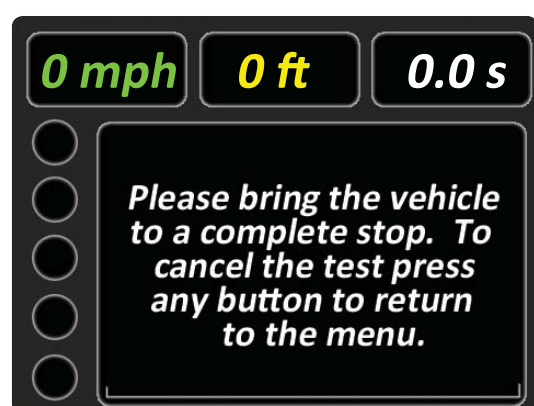 0 mph 0 ft 0.0 s
Please bring the vehicle
to a complete stop. To
cancel the test press
any button to return
to the menu.